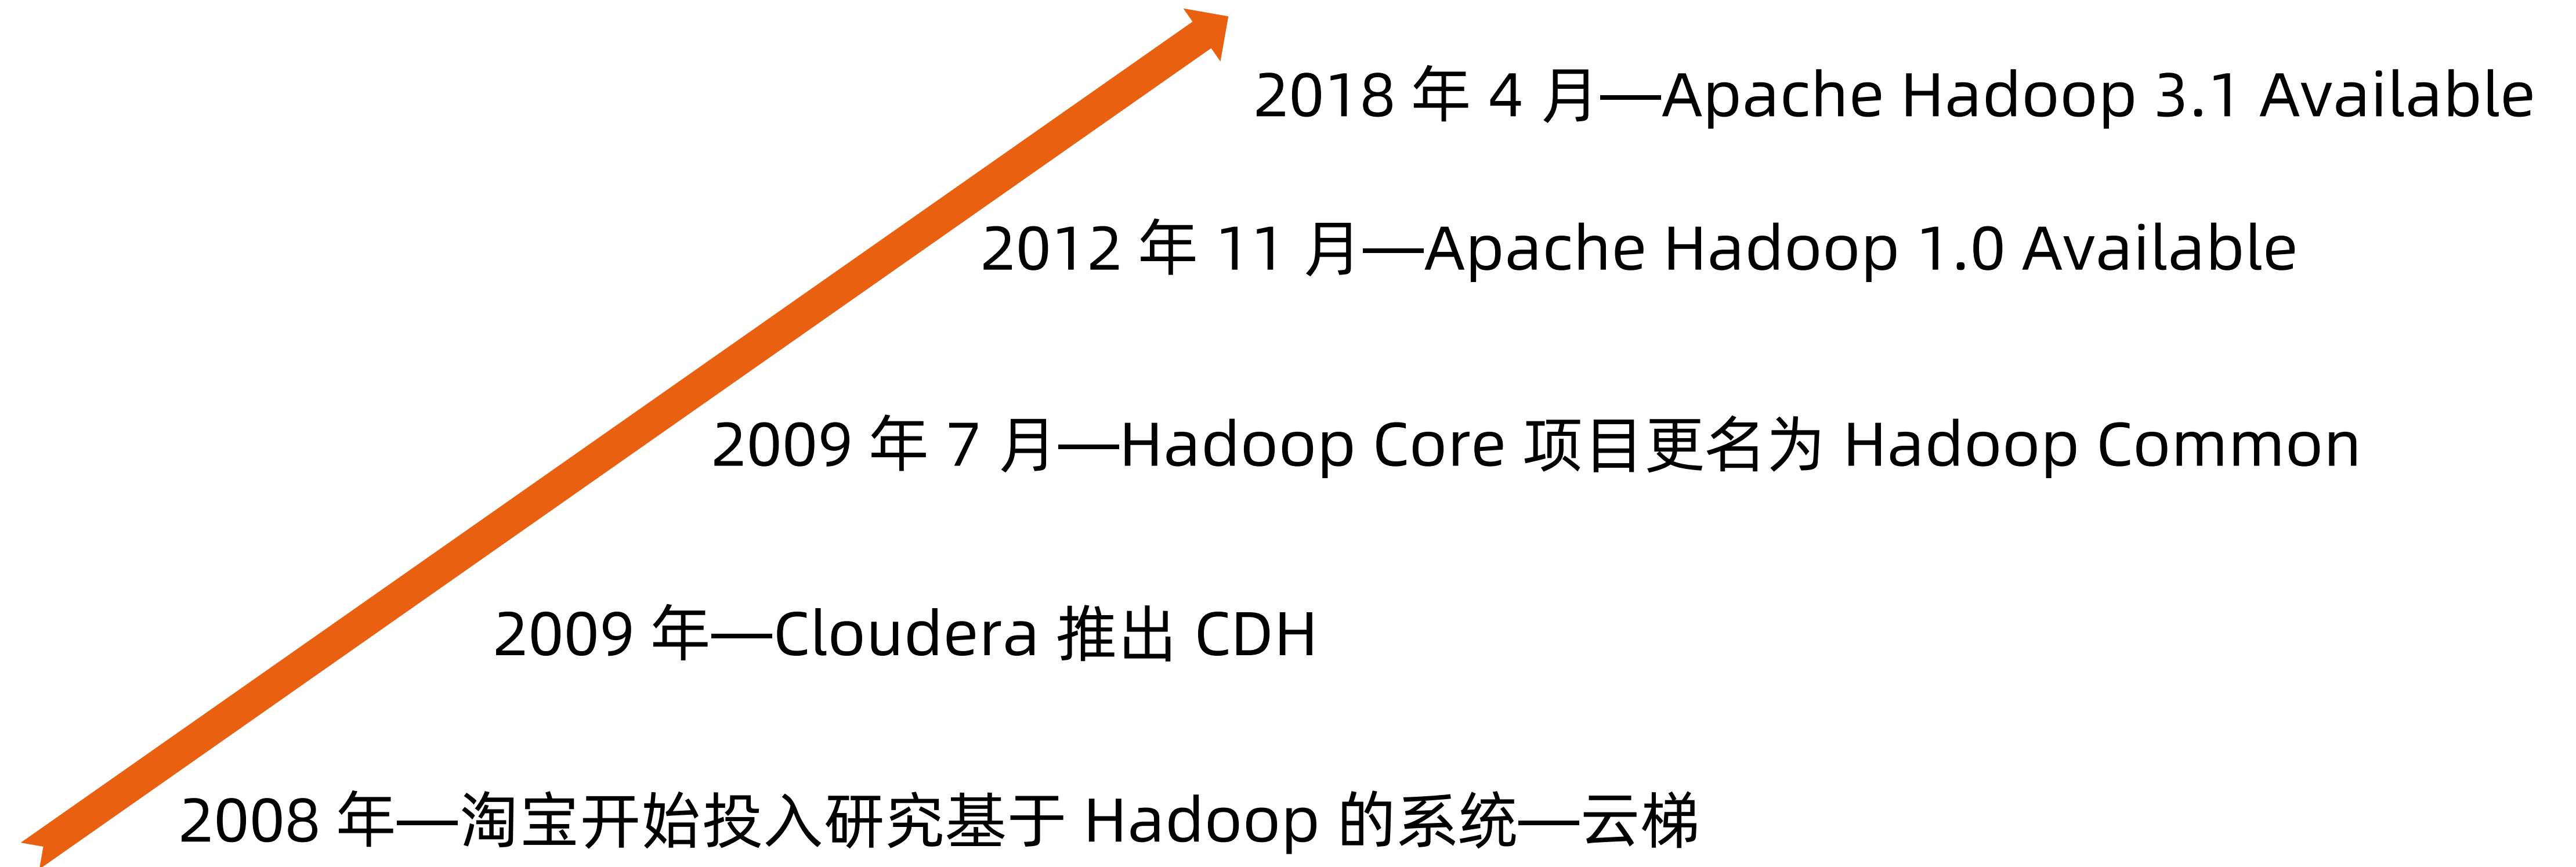 2018 年 4 月—Apache Hadoop 3.1 Available
2012 年 11 月—Apache Hadoop 1.0 Available
2009 年 7 月—Hadoop Core 项目更名为 Hadoop Common
2009 年—Cloudera 推出 CDH
2008 年—淘宝开始投入研究基于 Hadoop 的系统—云梯